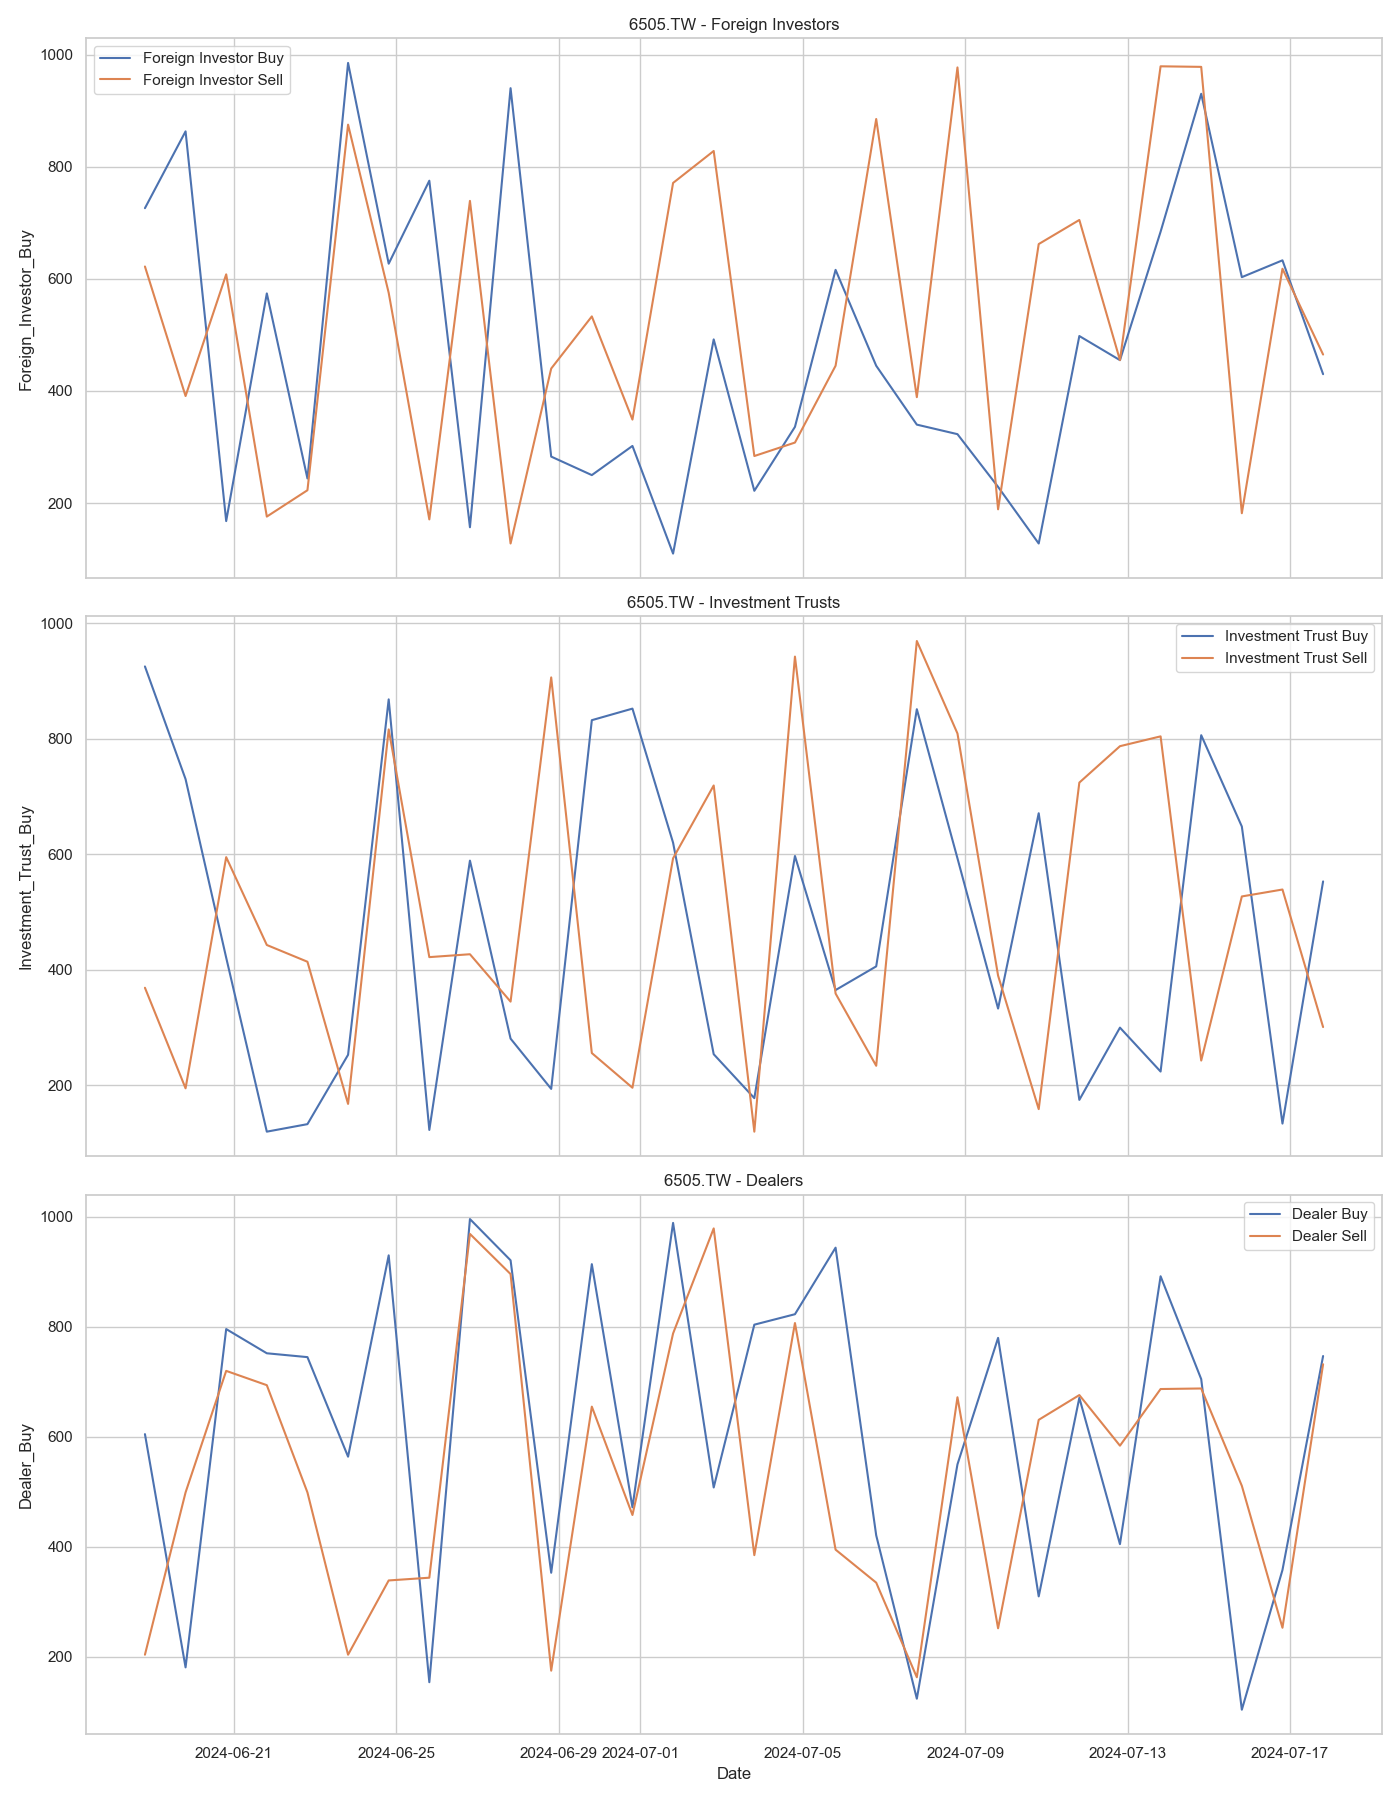 6505.TW - Foreign Investors
Foreign Investor Buy
Foreign Investor Sell
Foreign_Investor_Buy
1000
800
600
400
200
6505.TW - Investment Trusts
Investment Trust Buy
Investment Trust Sell
Investment_Trust_Buy
1000
800
600
400
200
6505.TW - Dealers
Dealer Buy
Dealer Sell
Dealer_Buy
1000
800
600
400
200
2024-06-21 2024-06-25 2024-06-29 2024-07-01 2024-07-05 2024-07-09 2024-07-13 2024-07-17
Date